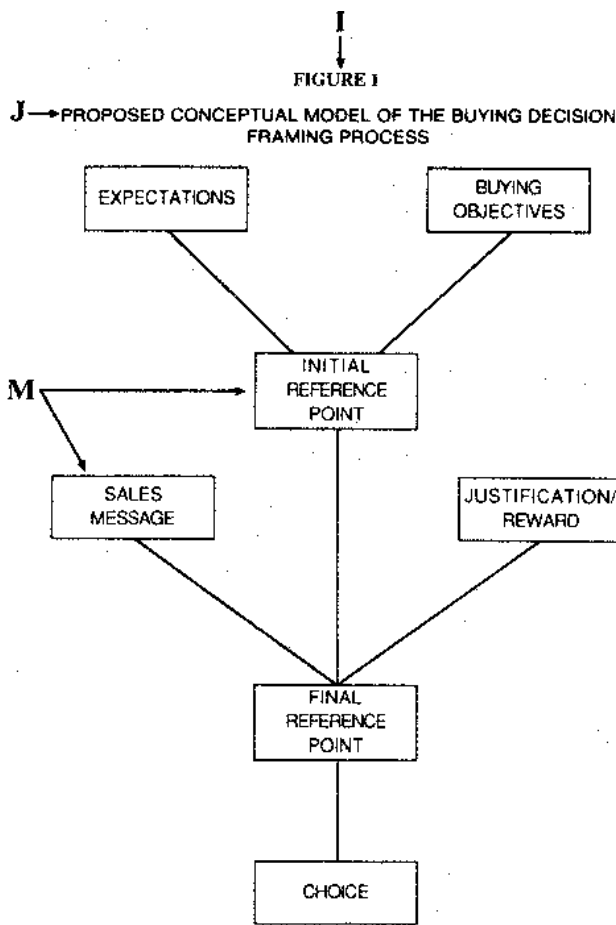 I
FIGURE 1
J PROPOSED CONCEPTUAL MODEL OF THE BUYING DECISION
FRAMING PROCESS
EXPECTATIONS
BUYING
OBJECTIVES
INITIAL
REFERENCE
POINT
M
SALES
MESSAGE
JUSTIFICATION/
REWARD
FINAL
REFERENCE
POINT
CHOICE